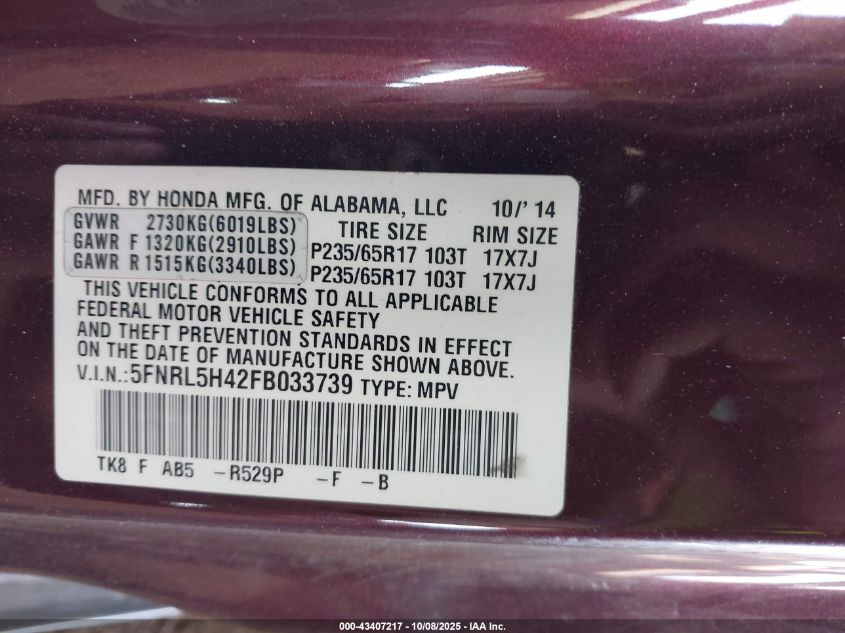 MFD. BY HONDA MFG. OF ALABAMA, LLC 10/' 14
GVWR 2730KG(6019LBS) TIRE SIZE RIM SIZE
GAWR F 1320KG(2910LBS) P235/65R17 103T 17X7J
GAWR R 1515KG(3340LBS) P235/65R17 103T 17X7J
THIS VEHICLE CONFORMS TO ALL APPLICABLE
FEDERAL MOTOR VEHICLE SAFETY
AND THEFT PREVENTION STANDARDS IN EFFECT
ON THE DATE OF MANUFACTURE SHOWN ABOVE.
V.I.N.:5FNRL5H42FB033739 TYPE: MPV
TK8 F AB5 -R529P -F -B
000-43407217 - 10/08/2025 - IAA Inc.